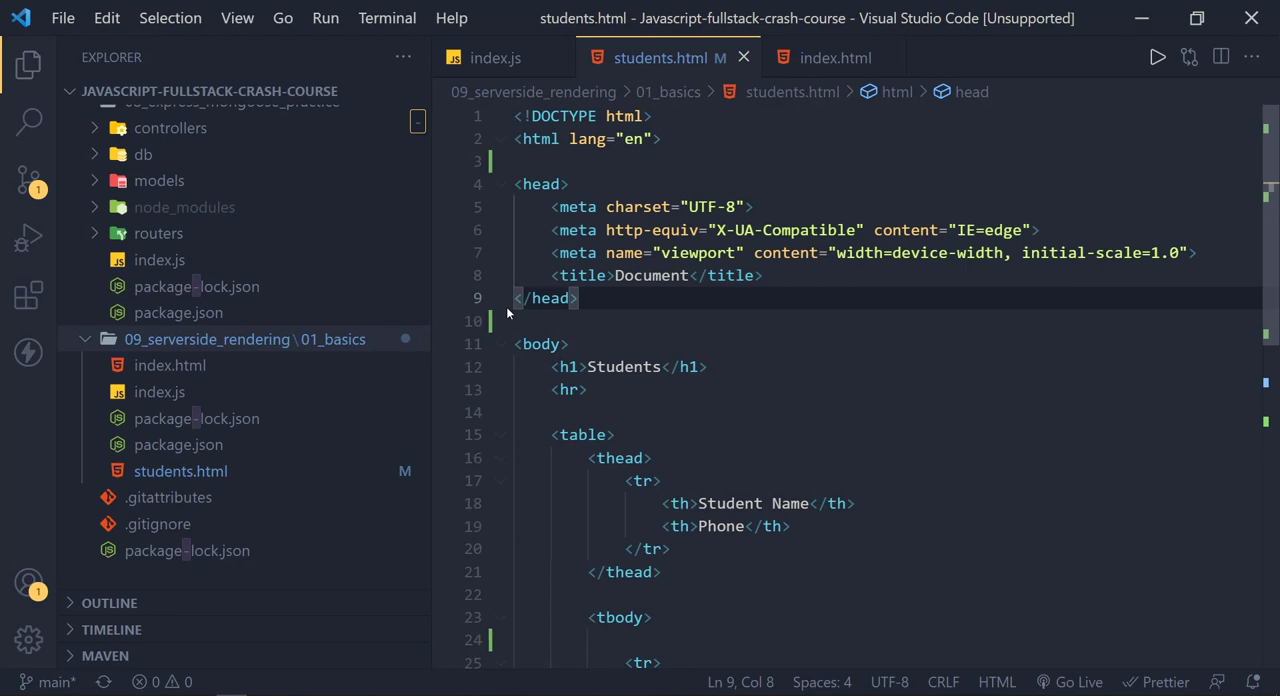 File Edit Selection View Go Run Terminal Help students.html - Javascript-fullstack-crash-course - Visual Studio Code [Unsupported]
EXPLORER
JAVASCRIPT-FULLSTACK-CRASH-COURSE
08_express_mongoose_practice
controllers
db
models
node_modules
routers
index.js
package-lock.json
package.json
09_serverside_rendering\01_basics
index.html
index.js
package-lock.json
package.json
students.html M
.gitattributes
.gitignore
package-lock.json
OUTLINE
TIMELINE
MAVEN
1
1
-
index.js students.html M index.html
09_serverside_rendering > 01_basics > students.html > html > head
1 <!DOCTYPE html>
2 <html lang="en">
3
4 <head>
5 <meta charset="UTF-8">
6 <meta http-equiv="X-UA-Compatible" content="IE=edge">
7 <meta name="viewport" content="width=device-width, initial-scale=1.0">
8 <title>Document</title>
9 </head>
10
11 <body>
12 <h1>Students</h1>
13 <hr>
14
15 <table>
16 <thead>
17 <tr>
18 <th>Student Name</th>
19 <th>Phone</th>
20 </tr>
21 </thead>
22
23 <tbody>
24
25 <tr>
main* 0 0 Ln 9, Col 8 Spaces: 4 UTF-8 CRLF HTML Go Live Prettier